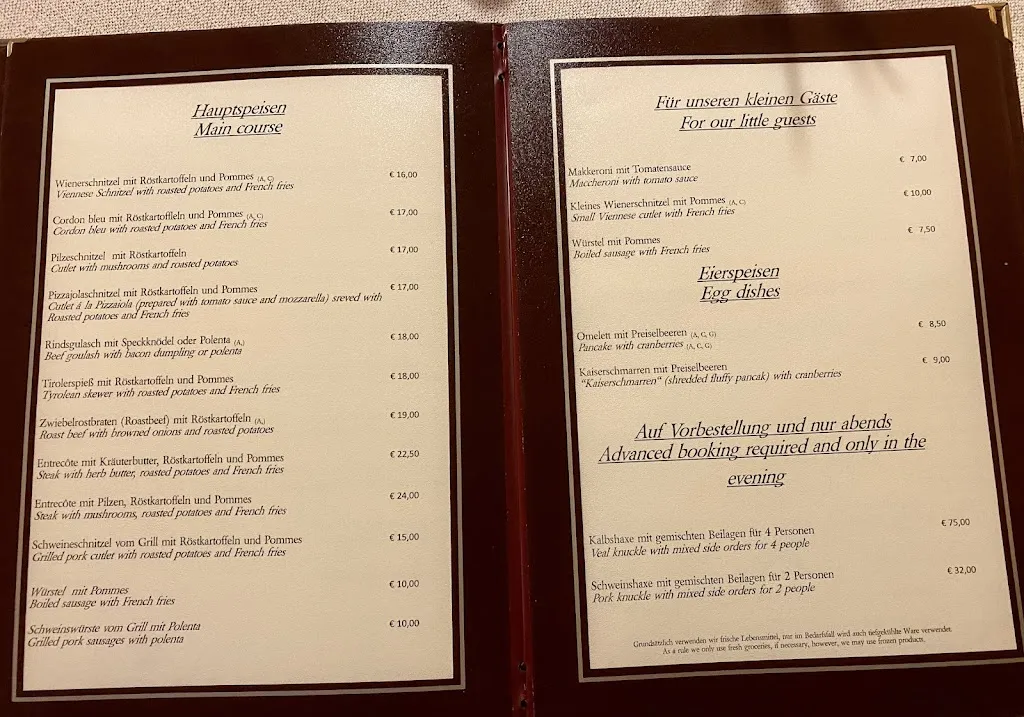 Hauptspeisen
Main course
Wienerschnitzel mit Röstkartoffeln und Pommes (A, C) € 16,00
Viennese Schnitzel with roasted potatoes and French fries
Cordon bleu mit Röstkartoffleln und Pommes (A, C) € 17,00
Cordon bleu with roasted potatoes and French fries
Pilzeschnitzel mit Röstkartoffeln € 17,00
Cutlet with mushrooms and roasted potatoes
Pizzajolaschnitzel mit Röstkartoffeln und Pommes € 17,00
Cutlet á la Pizzaiola (prepared with tomato sauce and mozzarella) sreved with
Roasted potatoes and French fries
Rindsgulasch mit Speckknödel oder Polenta (A,) € 18,00
Beef goulash with bacon dumpling or polenta
Tirolerspieß mit Röstkartoffeln und Pommes € 18,00
Tyrolean skewer with roasted potatoes and French fries
Zwiebelrostbraten (Roastbeef) mit Röstkartoffeln (A,) € 19,00
Roast beef with browned onions and roasted potatoes
Entrecôte mit Kräuterbutter, Röstkartoffeln und Pommes € 22,50
Steak with herb butter, roasted potatoes and French fries
Entrecôte mit Pilzen, Röstkartoffeln und Pommes € 24,00
Steak with mushrooms, roasted potatoes and French fries
Schweineschnitzel vom Grill mit Röstkartoffeln und Pommes € 15,00
Grilled pork cutlet with roasted potatoes and French fries
Würstel mit Pommes € 10,00
Boiled sausage with French fries
Schweinswürste vom Grill mit Polenta € 10,00
Grilled pork sausages with polenta
Für unseren kleinen Gäste
For our little guests
Makkeroni mit Tomatensauce € 7,00
Maccheroni with tomato sauce
Kleines Wienerschnitzel mit Pommes (A, C) € 10,00
Small Viennese cutlet with French fries
Würstel mit Pommes € 7,50
Boiled sausage with French fries
Eierspeisen
Egg dishes
Omelett mit Preiselbeeren (A, C, G) € 8,50
Pancake with cranberries (A, C, G)
Kaiserschmarren mit Preiselbeeren € 9,00
"Kaiserschmarren" (shredded fluffy pancak) with cranberries
Auf Vorbestellung und nur abends
Advanced booking required and only in the
evening
Kalbshaxe mit gemischten Beilagen für 4 Personen € 75,00
Veal knuckle with mixed side orders for 4 people
Schweinshaxe mit gemischten Beilagen für 2 Personen € 32,00
Pork knuckle with mixed side orders for 2 people
Grundsätzlich verwenden wir frische Lebensmittel, nur im Bedarfsfall wird auch tiefgekühlte Ware verwendet.
As a rule we only use fresh groceries, if necessary, however, we may use frozen products.